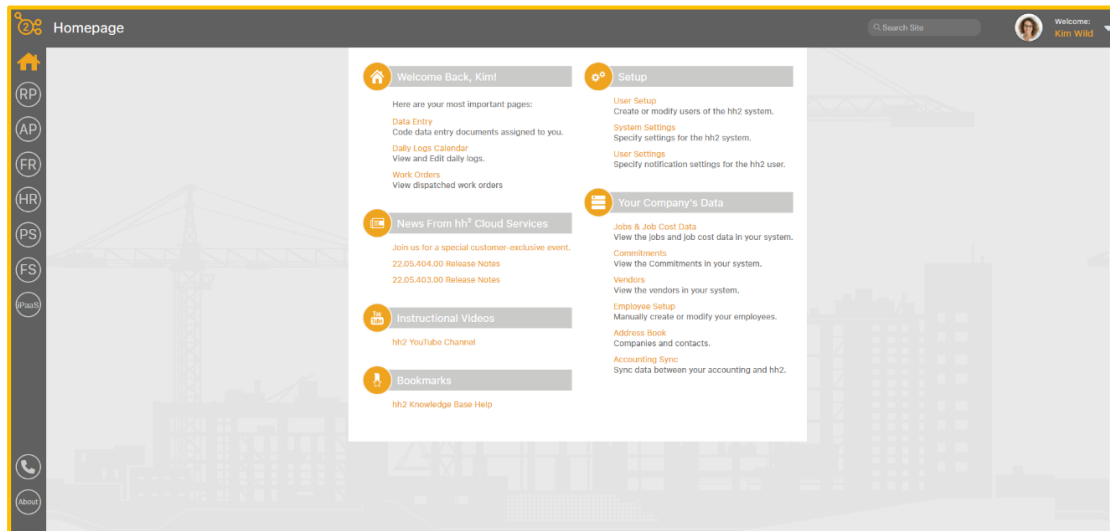 2
Homepage
Search Site
Welcome:
Kim Wild
RP
AP
FR
HR
PS
FS
iPaaS
About
Welcome Back, Kim!
Here are your most important pages:
Data Entry
Code data entry documents assigned to you.
Daily Logs Calendar
View and Edit daily logs.
Work Orders
View dispatched work orders
News From hh² Cloud Services
Join us for a special customer-exclusive event.
22.05.404.00 Release Notes
22.05.403.00 Release Notes
You
Tube
Instructional Videos
hh2 YouTube Channel
Bookmarks
hh2 Knowledge Base Help
Setup
User Setup
Create or modify users of the hh2 system.
System Settings
Specify settings for the hh2 system.
User Settings
Specify notification settings for the hh2 user.
Your Company's Data
Jobs & Job Cost Data
View the jobs and job cost data in your system.
Commitments
View the Commitments in your system.
Vendors
View the vendors in your system.
Employee Setup
Manually create or modify your employees.
Address Book
Companies and contacts.
Accounting Sync
Sync data between your accounting and hh2.